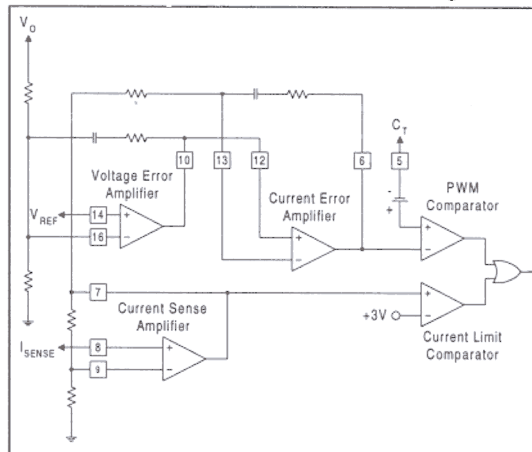 V_O
C_T
10
13
12
6
5
Voltage Error
Amplifier
Current Error
Amplifier
PWM
Comparator
-
+
V_REF
14
+
16
−
+
−
+
−
7
Current Sense
Amplifier
+
+3V
−
Current Limit
Comparator
I_SENSE
8
+
9
−